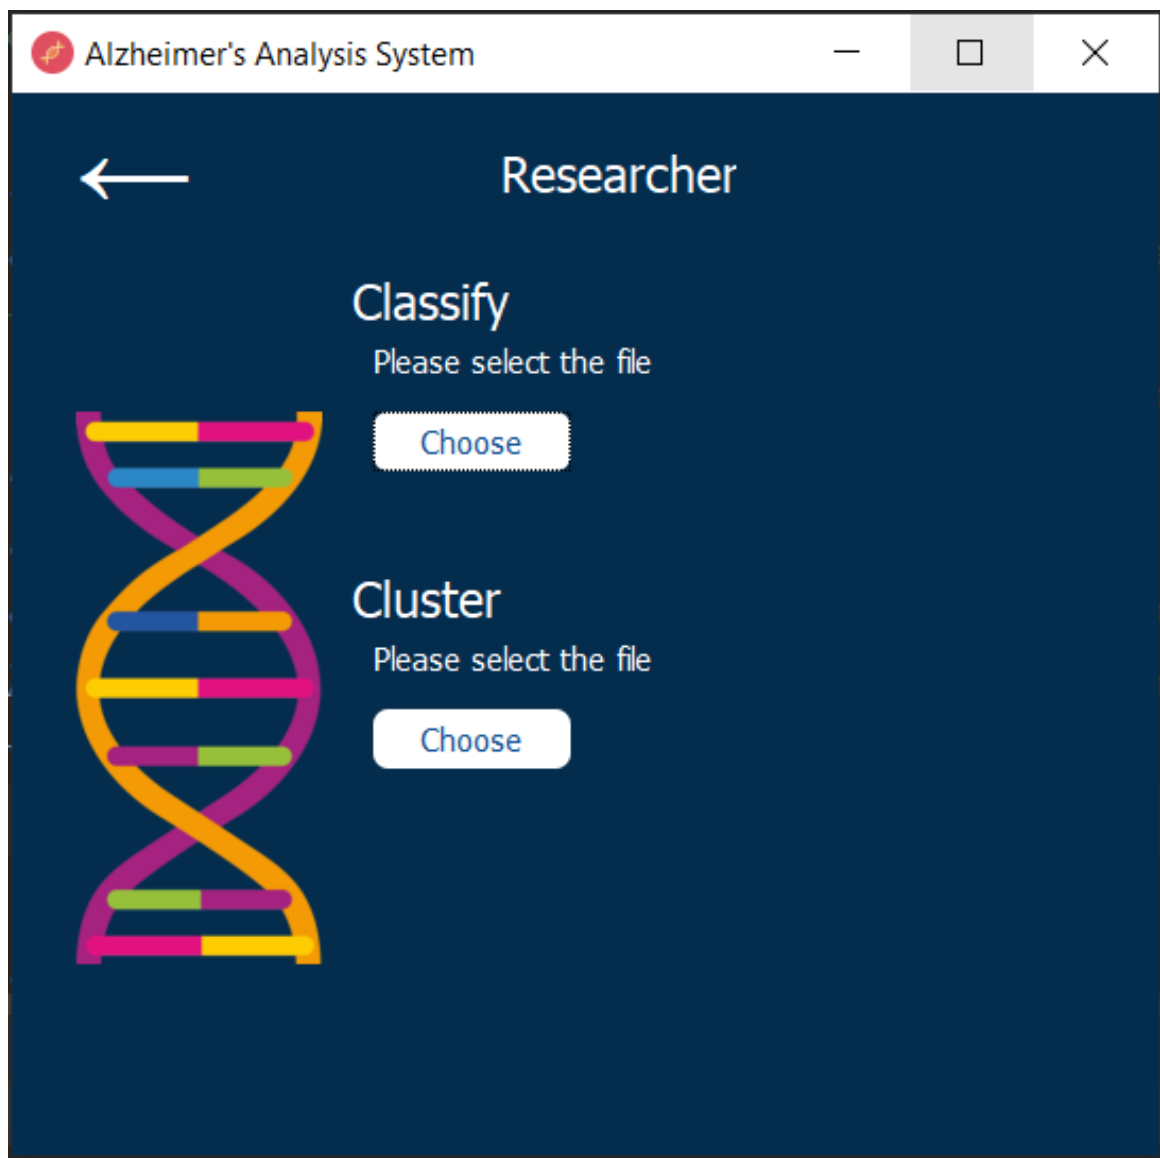 Alzheimer's Analysis System
Researcher
Classify
Please select the file
Choose
Cluster
Please select the file
Choose